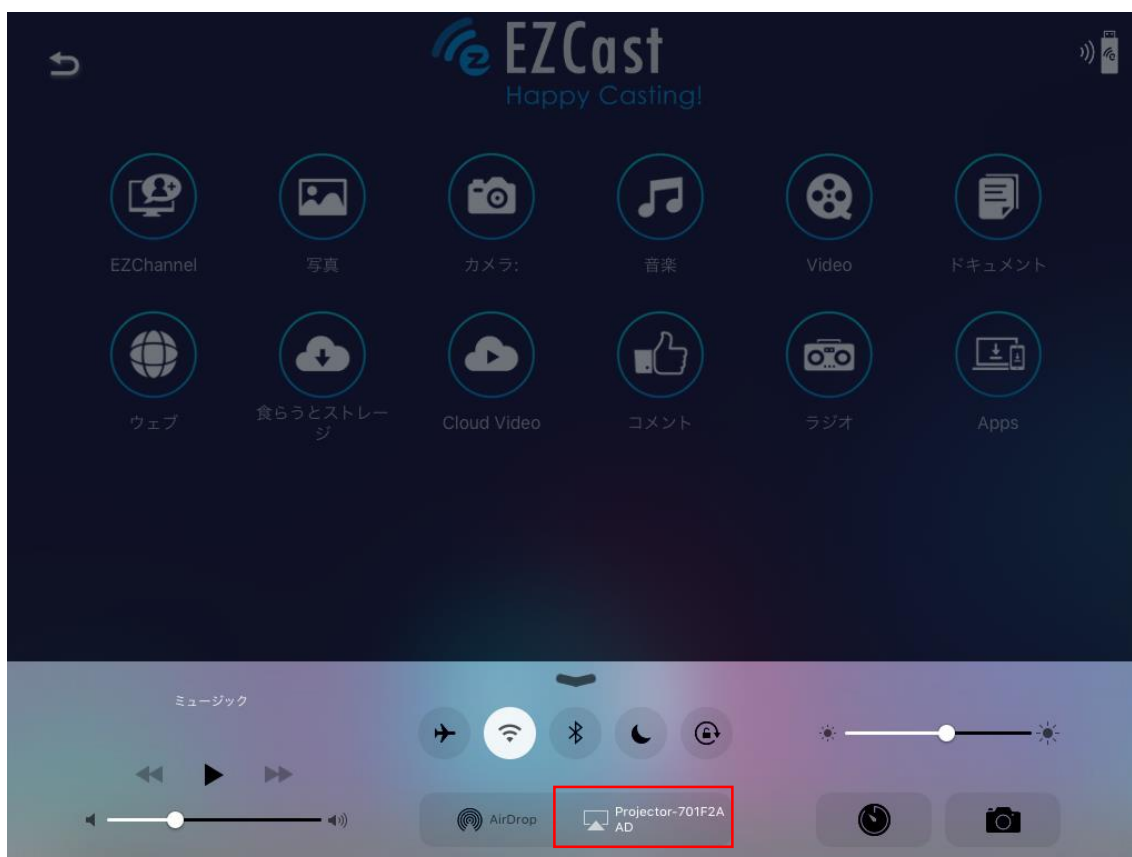 EZCast
Happy Casting!
EZChannel
写真
カメラ:
音楽
Video
ドキュメント
ウェブ
食らうとストレー
ジ
Cloud Video
コメント
ラジオ
Apps
ミュージック
AirDrop
Projector-701F2A
AD